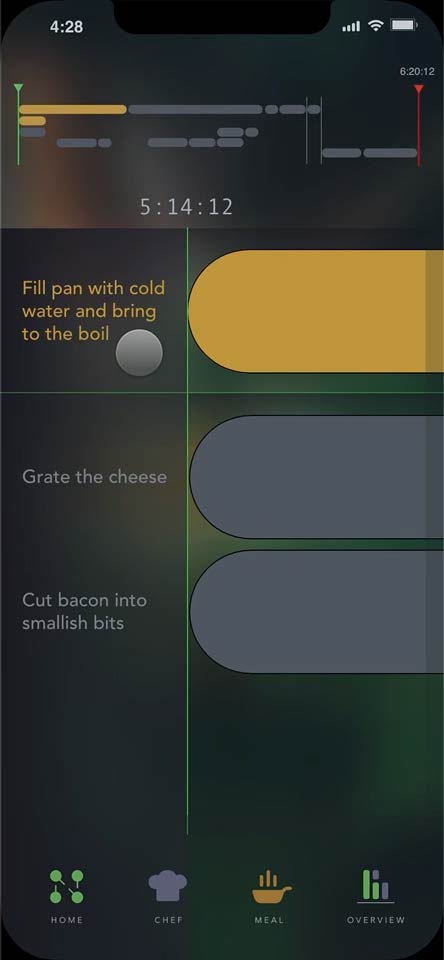 4:28
6:20:12
5:14:12
Fill pan with cold
water and bring
to the boil
Grate the cheese
Cut bacon into
smallish bits
HOME CHEF MEAL OVERVIEW